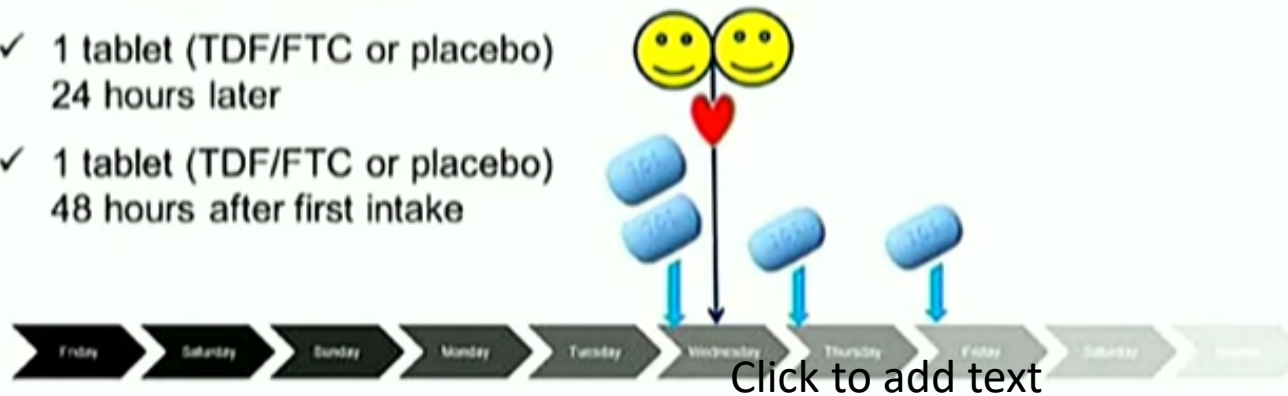 ✓ 1 tablet (TDF/FTC or placebo)
24 hours later
✓ 1 tablet (TDF/FTC or placebo)
48 hours after first intake
Friday Saturday Sunday Monday Tuesday Wednesday Thursday Friday Saturday
Click to add text